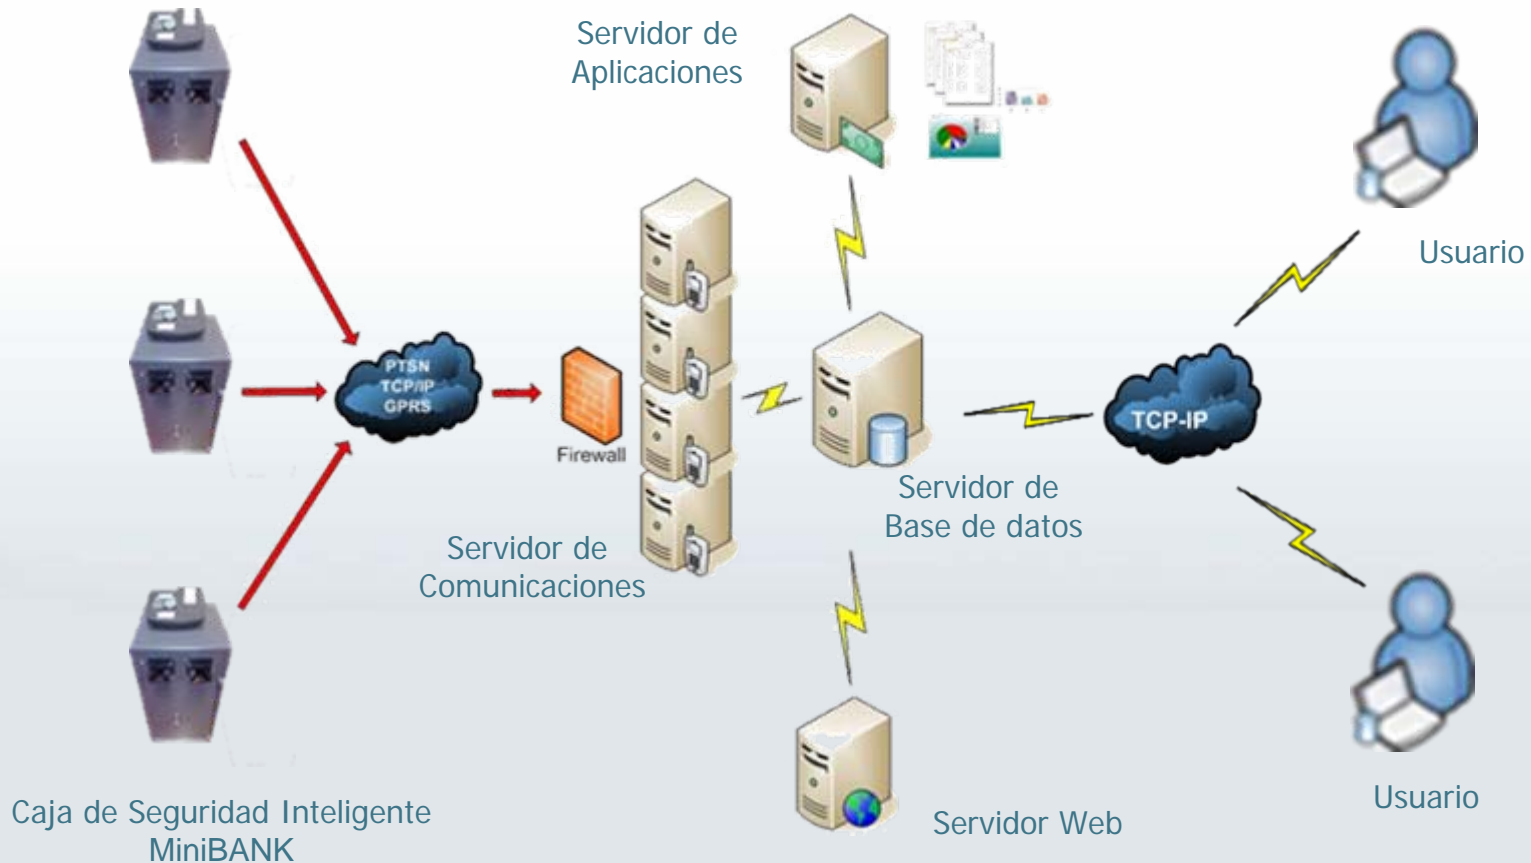 Servidor de
Aplicaciones
Usuario
PTSN
TCP/IP
GPRS
Firewall
TCP-IP
Servidor de
Base de datos
Servidor de
Comunicaciones
Usuario
Servidor Web
Caja de Seguridad Inteligente
MiniBANK